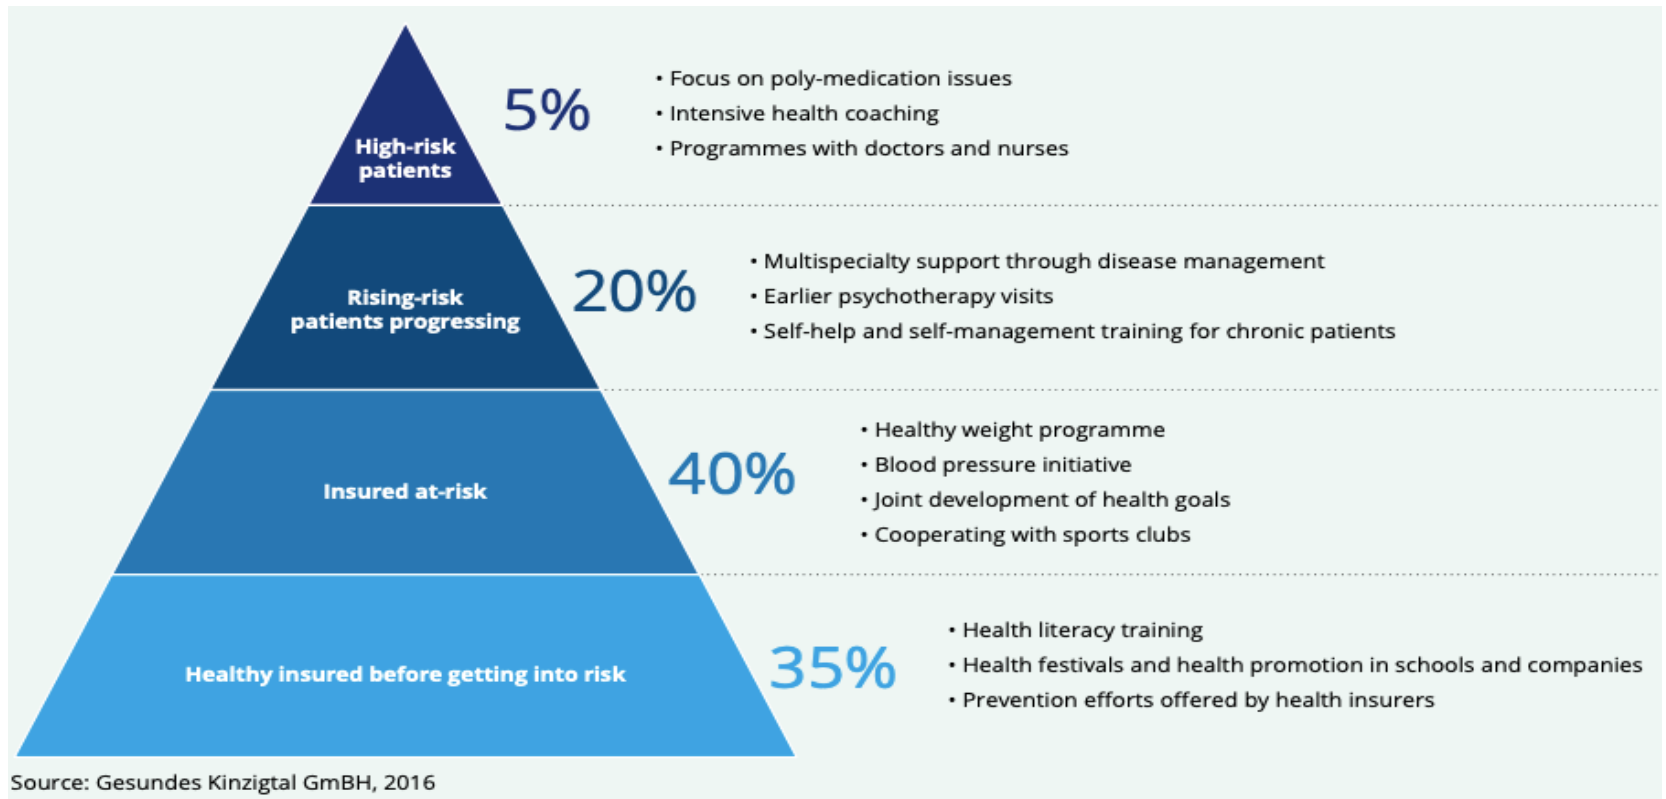 High-risk
patients
5%
• Focus on poly-medication issues
• Intensive health coaching
• Programmes with doctors and nurses
Rising-risk
patients progressing
20%
• Multispecialty support through disease management
• Earlier psychotherapy visits
• Self-help and self-management training for chronic patients
Insured at-risk
40%
• Healthy weight programme
• Blood pressure initiative
• Joint development of health goals
• Cooperating with sports clubs
Healthy insured before getting into risk
35%
• Health literacy training
• Health festivals and health promotion in schools and companies
• Prevention efforts offered by health insurers
Source: Gesundes Kinzigtal GmBH, 2016